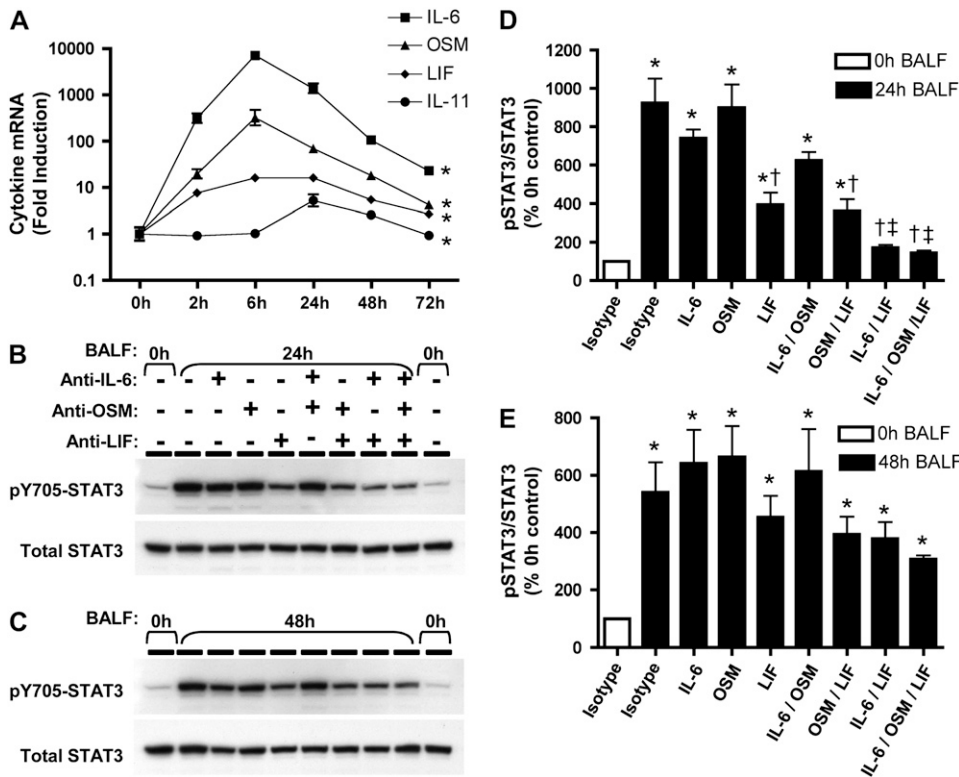 A
IL-6
OSM
LIF
IL-11
Cytokine mRNA
(Fold Induction)
10000
1000
100
10
1
0.1
*
*
*
*
0h 2h 6h 24h 48h 72h
B
BALF: 0h 24h 0h
Anti-IL-6: - - + - - + - + + -
Anti-OSM: - - - + - + + - + -
Anti-LIF: - - - - + - + + + -
pY705-STAT3
Total STAT3
C
BALF: 0h 48h 0h
pY705-STAT3
Total STAT3
D
0h BALF
24h BALF
pSTAT3/STAT3
(% 0h control)
1200
1000
800
600
400
200
0
* * * *† * *† †‡ †‡
Isotype
Isotype
IL-6
OSM
LIF
IL-6 / OSM
OSM / LIF
IL-6 / LIF
IL-6 / OSM /LIF
E
0h BALF
48h BALF
pSTAT3/STAT3
(% 0h control)
800
600
400
200
0
* * * * * * * *
Isotype
Isotype
IL-6
OSM
LIF
IL-6 / OSM
OSM / LIF
IL-6 / LIF
IL-6 / OSM / LIF